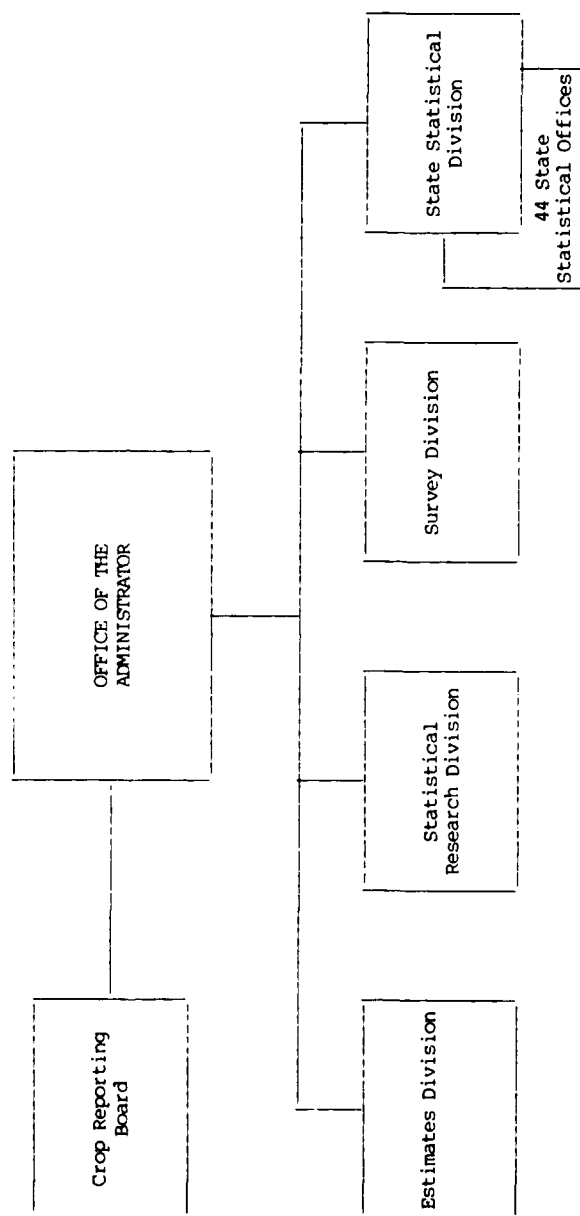 Crop Reporting
Board
OFFICE OF THE
ADMINISTRATOR
Estimates Division
Statistical
Research Division
Survey Division
State Statistical
Division
44 State
Statistical Offices